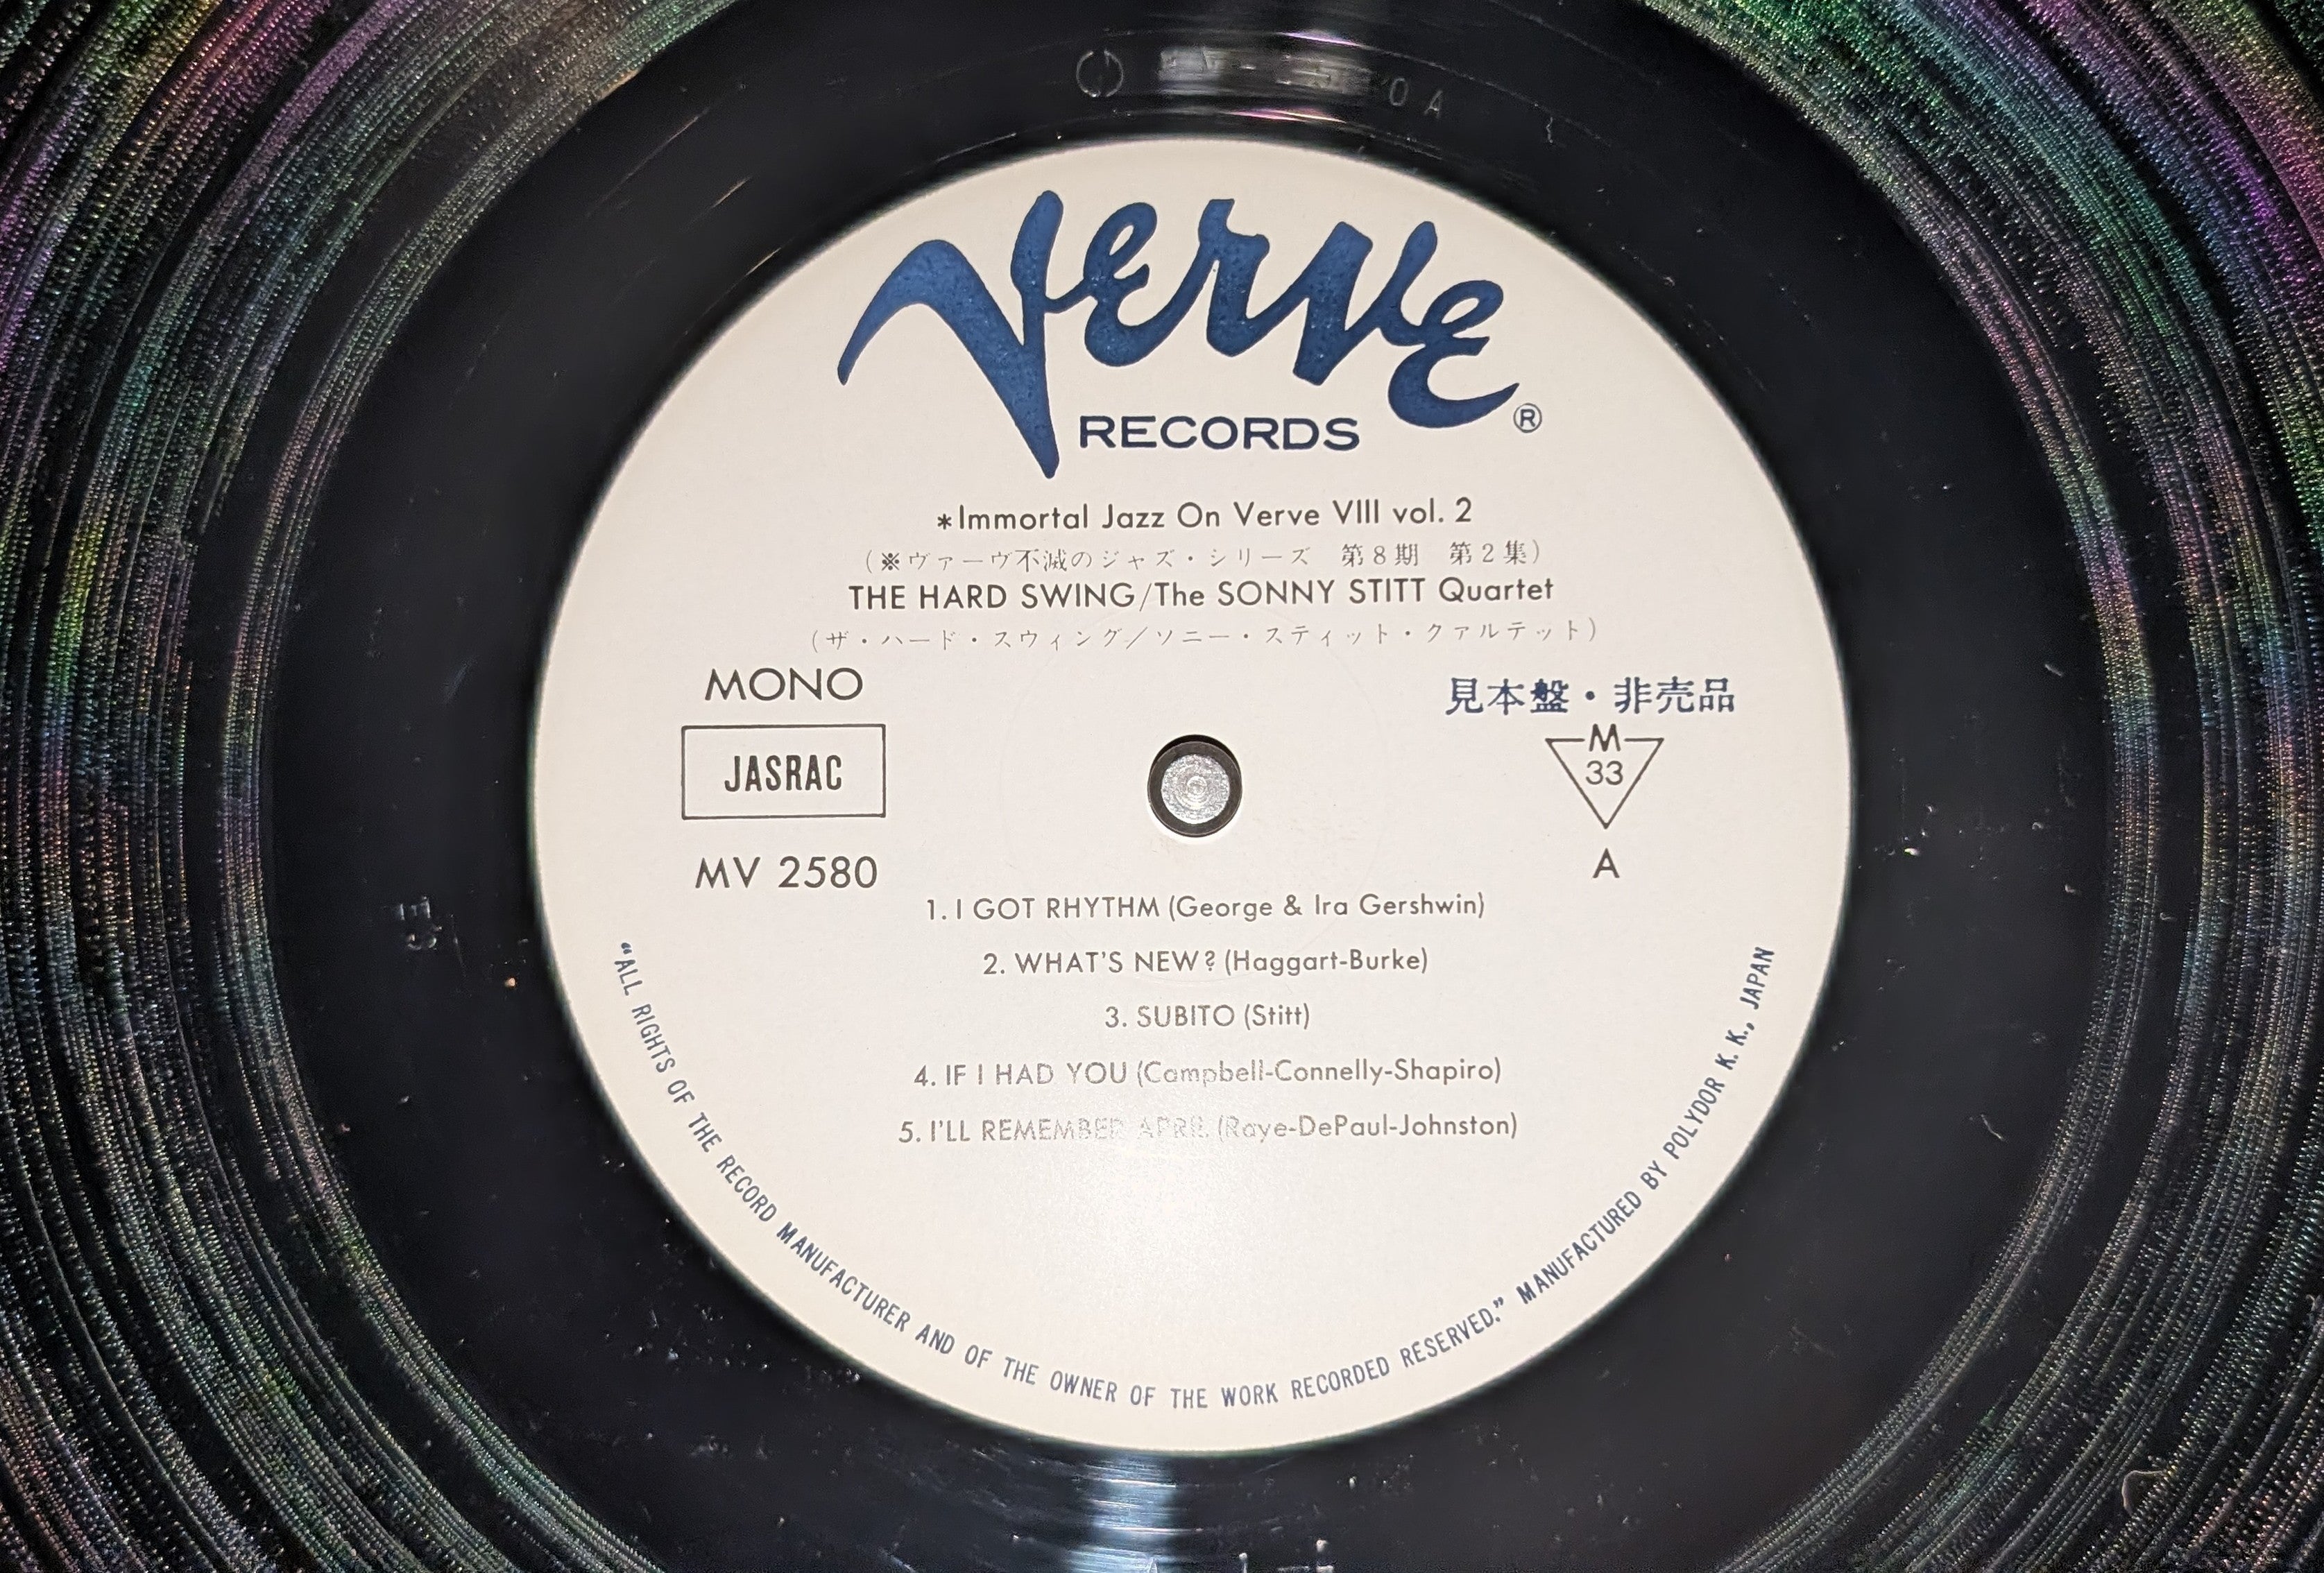 Verve
RECORDS
®
*Immortal Jazz On Verve VIII vol. 2
(※ヴァーヴ不滅のジャズ・シリーズ 第8期 第2集)
THE HARD SWING/The SONNY STITT Quartet
(ザ・ハード・スウィング/ソニー・スティット・クァルテット)
MONO
JASRAC
MV 2580
見本盤・非売品
M
33
A
1. I GOT RHYTHM (George & Ira Gershwin)
2. WHAT'S NEW? (Haggart-Burke)
3. SUBITO (Stitt)
4. IF I HAD YOU (Campbell-Connelly-Shapiro)
5. I'LL REMEMBER APRIL (Raye-DePaul-Johnston)
“ALL RIGHTS OF THE RECORD MANUFACTURER AND OF THE OWNER OF THE WORK RECORDED RESERVED.” MANUFACTURED BY POLYDOR K. K., JAPAN